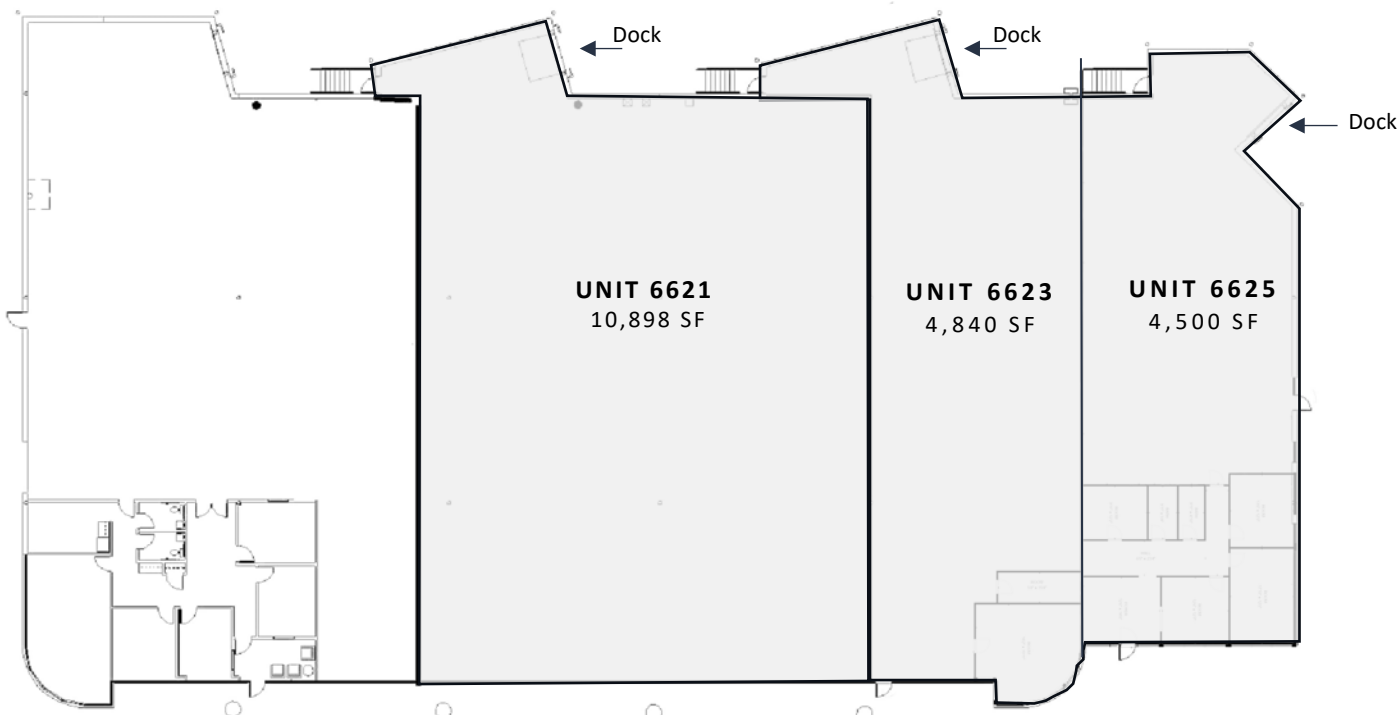 Dock
Dock
Dock
UNIT 6621
10,898 SF
UNIT 6623
4,840 SF
UNIT 6625
4,500 SF